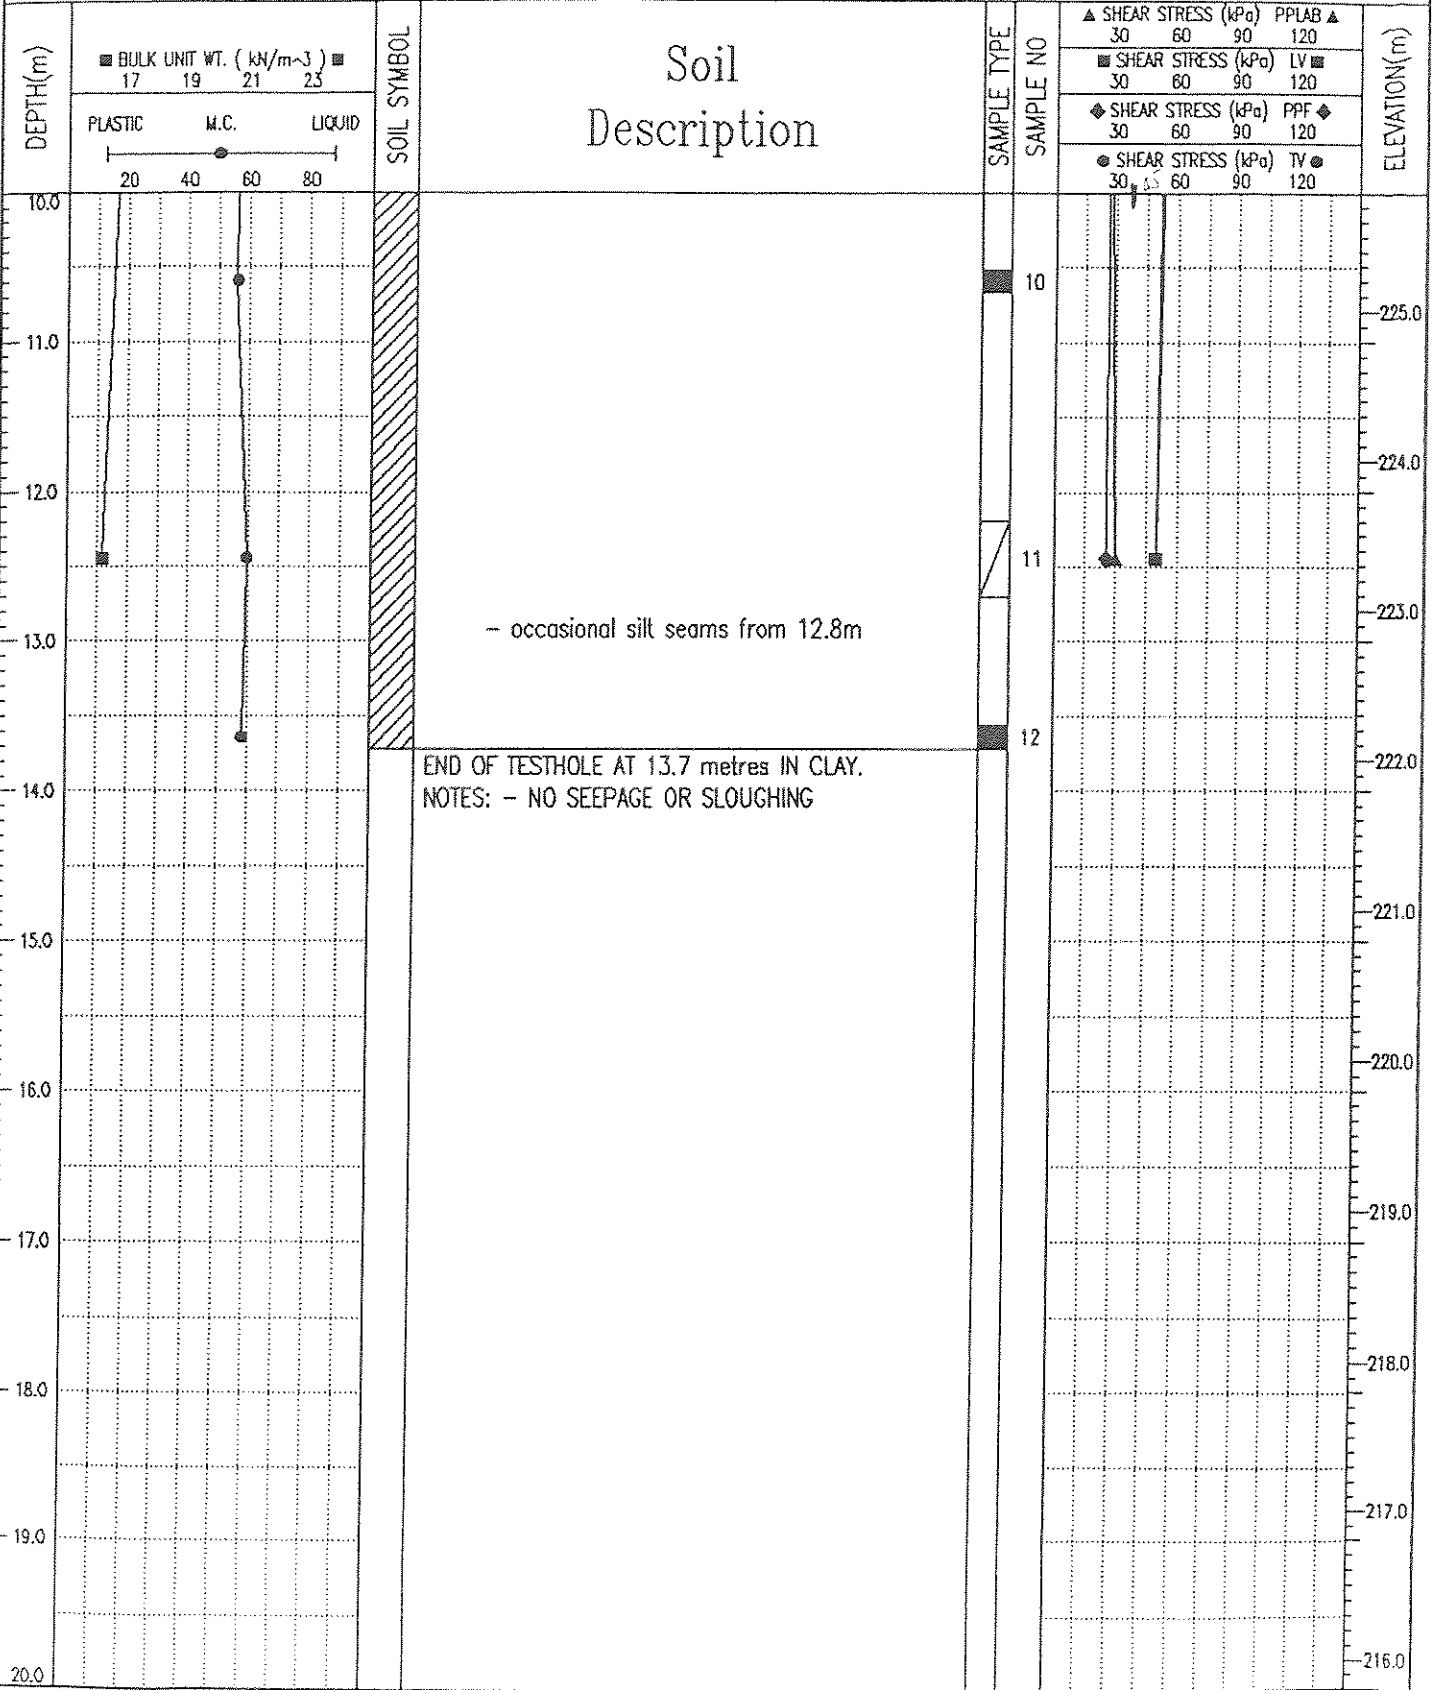 DEPTH(m)
■ BULK UNIT WT. ( kN/m~3 ) ■
17 19 21 23
PLASTIC M.C. LIQUID
20 40 60 80
SOIL SYMBOL
Soil
Description
SAMPLE TYPE
SAMPLE NO
▲ SHEAR STRESS (kPa) PPLAB ▲
30 60 90 120
■ SHEAR STRESS (kPa) LV ■
30 60 90 120
◆ SHEAR STRESS (kPa) PPF ◆
30 60 90 120
● SHEAR STRESS (kPa) TV ●
30 60 90 120
ELEVATION(m)
10.0
10
225.0
11.0
224.0
12.0
11
223.0
- occasional silt seams from 12.8m
13.0
12
END OF TESTHOLE AT 13.7 metres IN CLAY.
222.0
14.0
NOTES: - NO SEEPAGE OR SLOUGHING
221.0
15.0
220.0
16.0
219.0
17.0
218.0
18.0
217.0
19.0
216.0
20.0